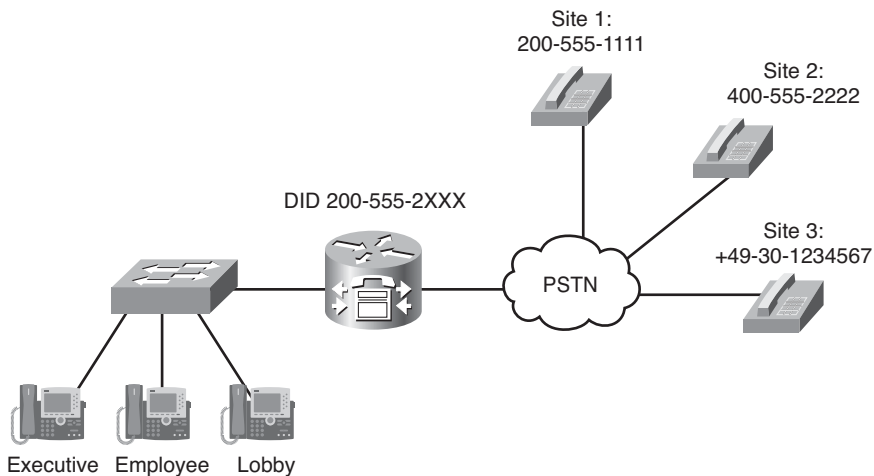 Site 1:
200-555-1111
Site 2:
400-555-2222
DID 200-555-2XXX
Site 3:
+49-30-1234567
PSTN
Executive
Employee
Lobby